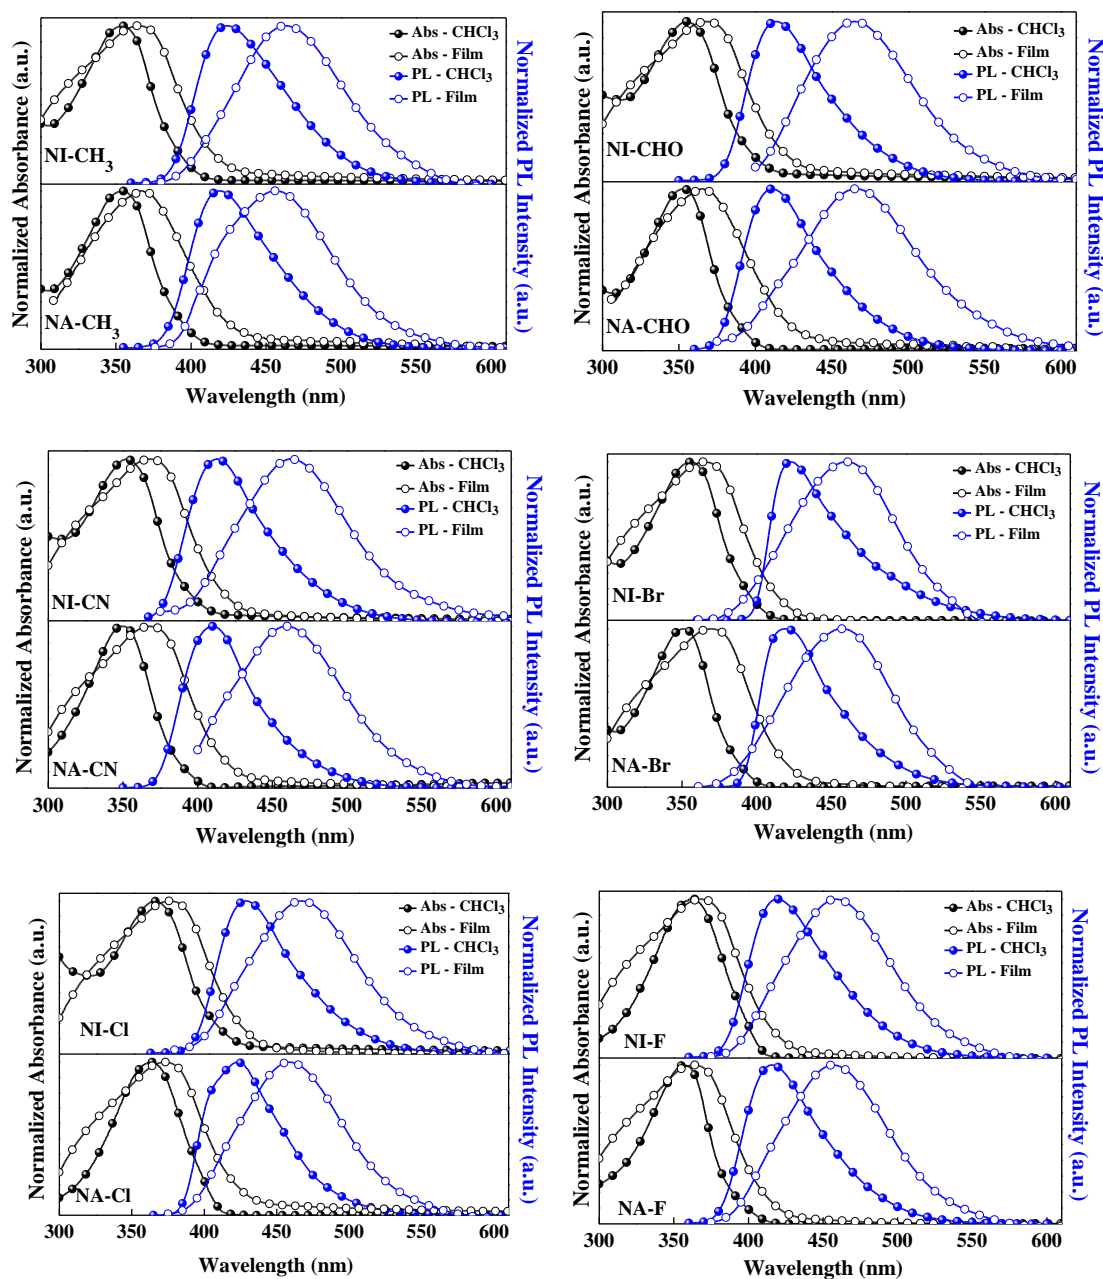 Normalized Absorbance (a.u.)
Abs - CHCl3
Abs - Film
PL - CHCl3
PL - Film
NI-CH3
NA-CH3
300 350 400 450 500 550 600
Wavelength (nm)
Normalized PL Intensity (a.u.)
Normalized Absorbance (a.u.)
Abs - CHCl3
Abs - Film
PL - CHCl3
PL - Film
NI-CHO
NA-CHO
300 350 400 450 500 550 600
Wavelength (nm)
Normalized PL Intensity (a.u.)
Normalized Absorbance (a.u.)
Abs - CHCl3
Abs - Film
PL - CHCl3
PL - Film
NI-CN
NA-CN
300 350 400 450 500 550 600
Wavelength (nm)
Normalized PL Intensity (a.u.)
Normalized Absorbance (a.u.)
Abs - CHCl3
Abs - Film
PL - CHCl3
PL - Film
NI-Br
NA-Br
300 350 400 450 500 550 600
Wavelength (nm)
Normalized PL Intensity (a.u.)
Normalized Absorbance (a.u.)
Abs - CHCl3
Abs - Film
PL - CHCl3
PL - Film
NI-Cl
NA-Cl
300 350 400 450 500 550 600
Wavelength (nm)
Normalized PL Intensity (a.u.)
Normalized Absorbance (a.u.)
Abs - CHCl3
Abs - Film
PL - CHCl3
PL - Film
NI-F
NA-F
300 350 400 450 500 550 600
Wavelength (nm)
Normalized PL Intensity (a.u.)